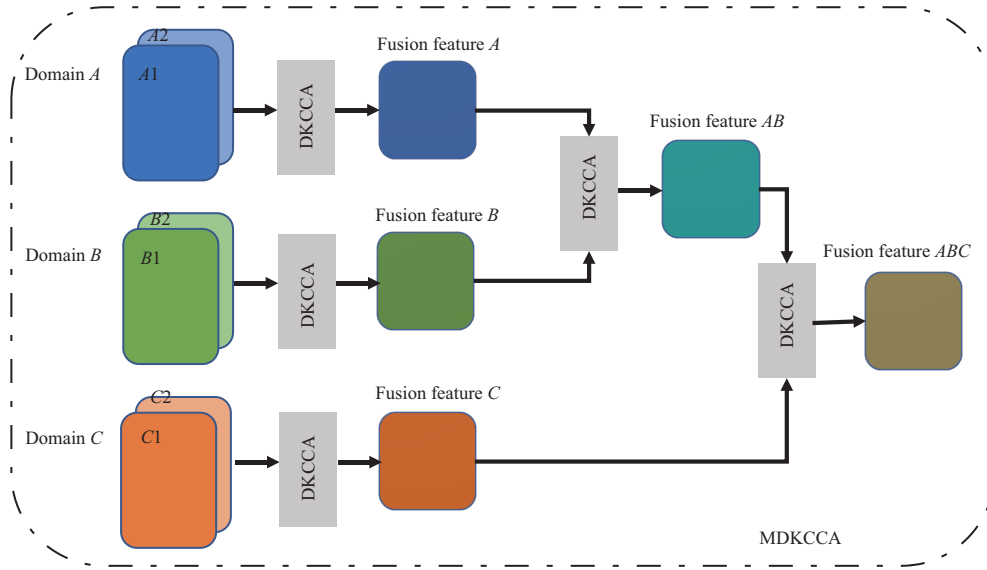 A2
Fusion feature A
Domain A
A1
DKCCA
Fusion feature AB
DKCCA
B2
Fusion feature B
Domain B
B1
DKCCA
Fusion feature ABC
DKCCA
C2
Fusion feature C
Domain C
C1
DKCCA
MDKCCA